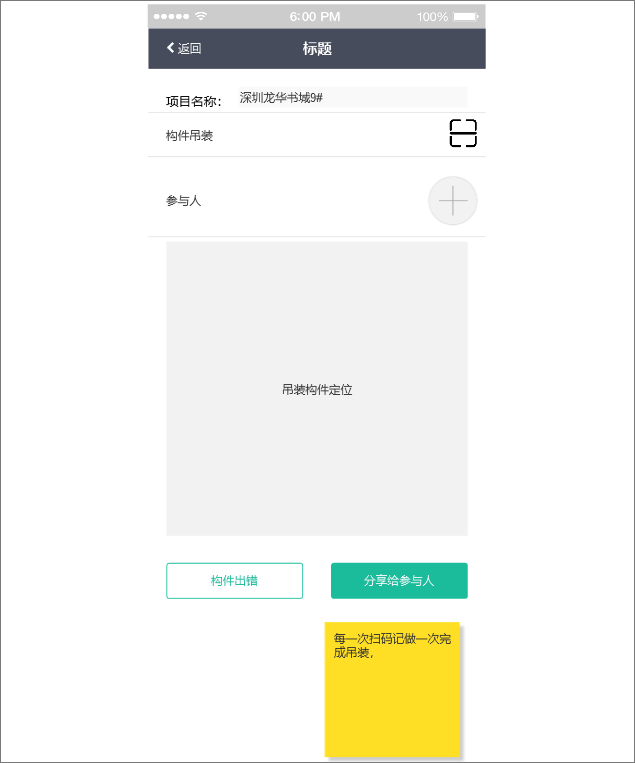 6:00 PM
100%
返回
标题
项目名称：
深圳龙华书城9#
构件吊装
参与人
吊装构件定位
构件出错
分享给参与人
每一次扫码记做一次完
成吊装，